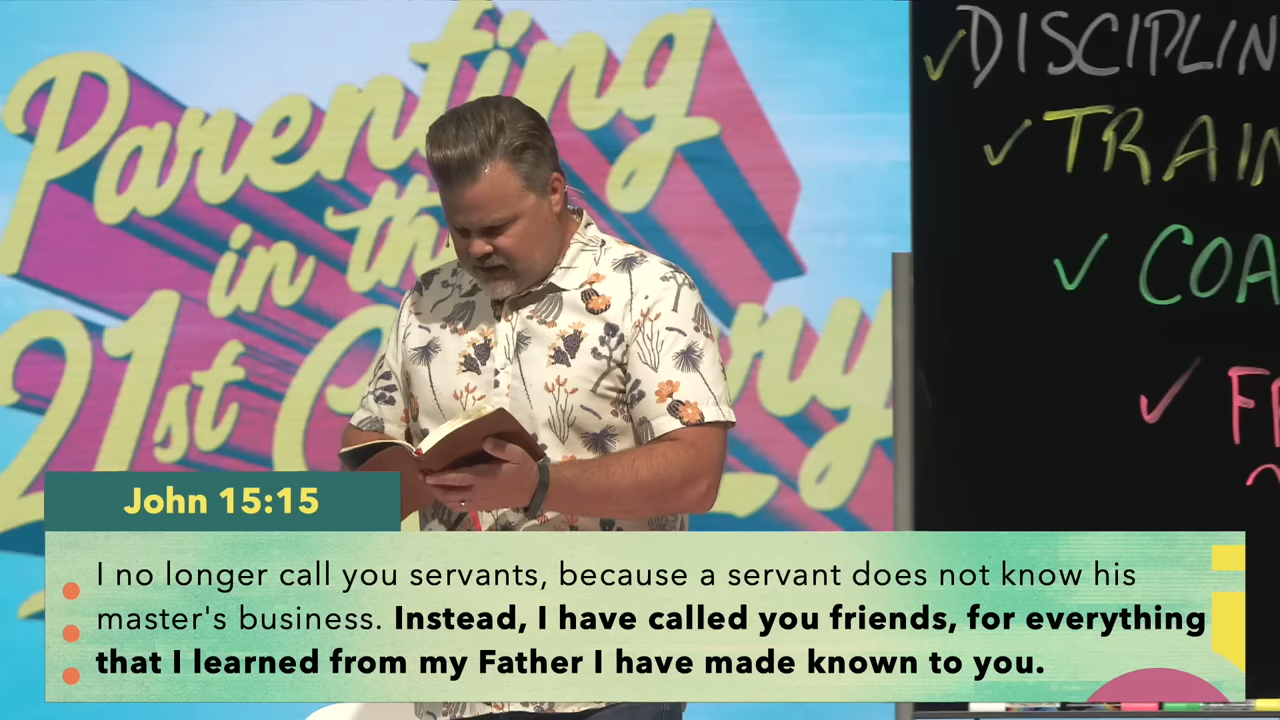 Parenting
in the
21st Century
✓DISCIPLIN
✓TRAIN
✓COA
✓F
John 15:15
I no longer call you servants, because a servant does not know his
master's business. Instead, I have called you friends, for everything
that I learned from my Father I have made known to you.